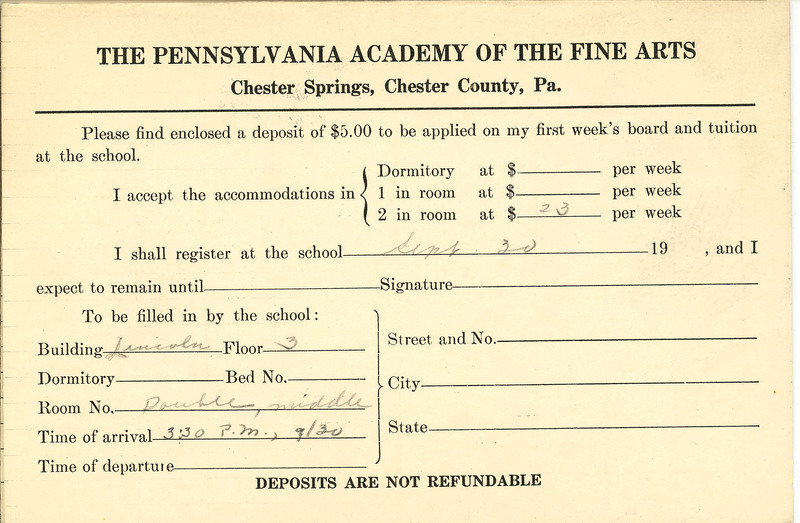 THE PENNSYLVANIA ACADEMY OF THE FINE ARTS
Chester Springs, Chester County, Pa.
Please find enclosed a deposit of $5.00 to be applied on my first week's board and tuition
at the school.
I accept the accommodations in
Dormitory at $ per week
1 in room at $ per week
2 in room at $ 23 per week
I shall register at the school Sept. 30 19 , and I
expect to remain until Signature
To be filled in by the school:
Building Lincoln Floor 3
Dormitory Bed No.
Room No. Double, middle
Time of arrival 3:30 P.M., 9/30
Time of departure
Street and No.
City
State
DEPOSITS ARE NOT REFUNDABLE